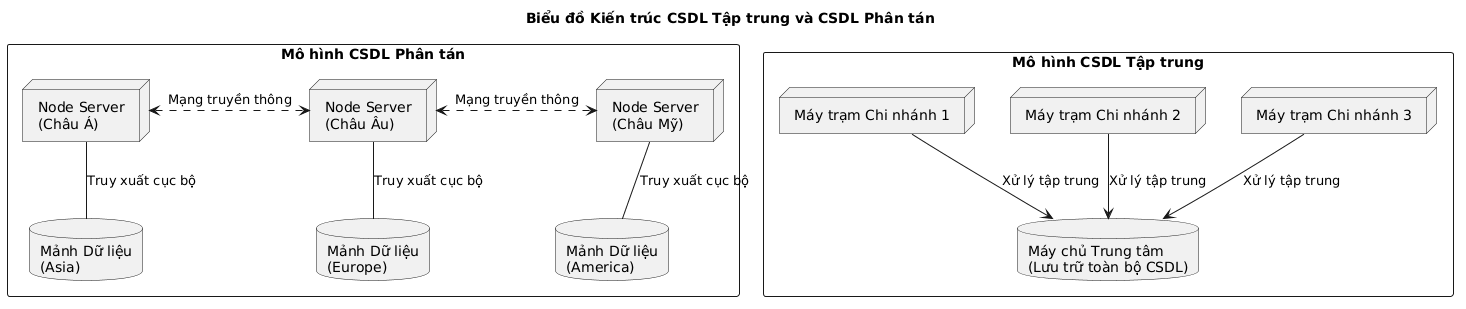 Biểu đồ Kiến trúc CSDL Tập trung và CSDL Phân tán
Mô hình CSDL Phân tán
Node Server
(Châu Á)
Mạng truyền thông
Node Server
(Châu Âu)
Mạng truyền thông
Node Server
(Châu Mỹ)
Truy xuất cục bộ
Truy xuất cục bộ
Truy xuất cục bộ
Mảnh Dữ liệu
(Asia)
Mảnh Dữ liệu
(Europe)
Mảnh Dữ liệu
(America)
Mô hình CSDL Tập trung
Máy trạm Chi nhánh 1
Máy trạm Chi nhánh 2
Máy trạm Chi nhánh 3
Xử lý tập trung
Xử lý tập trung
Xử lý tập trung
Máy chủ Trung tâm
(Lưu trữ toàn bộ CSDL)